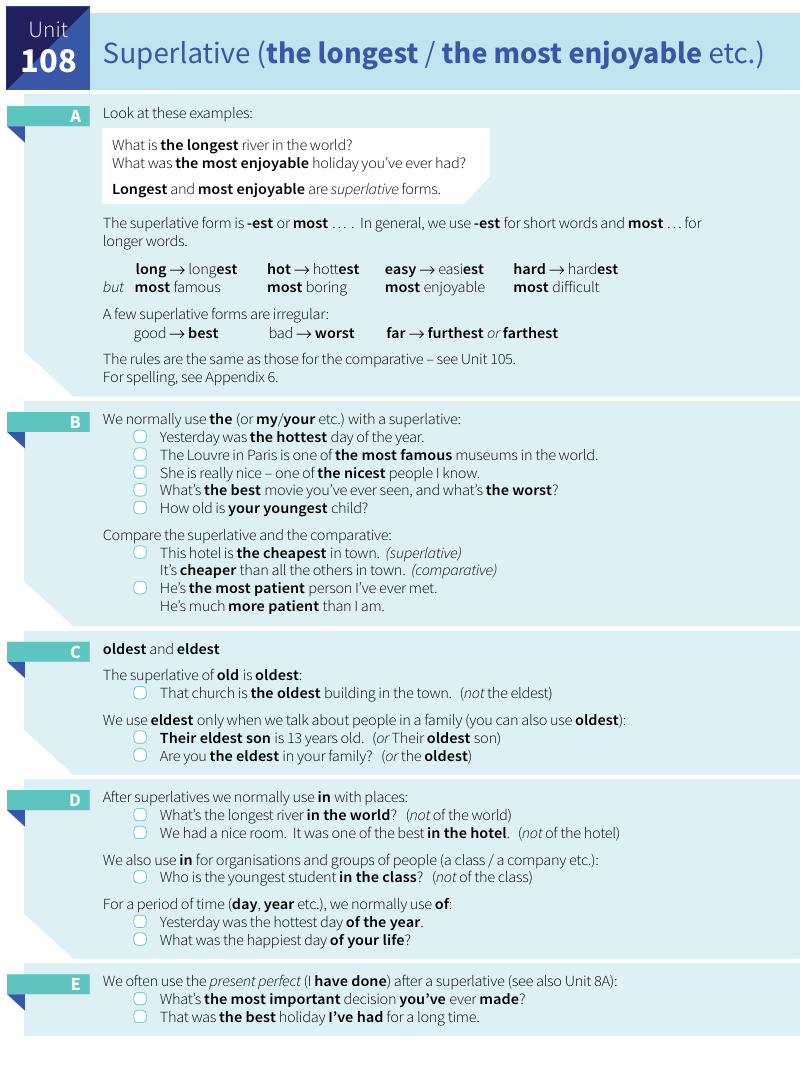 Unit
108
Superlative (the longest / the most enjoyable etc.)
A
Look at these examples:
What is the longest river in the world?
What was the most enjoyable holiday you've ever had?
Longest and most enjoyable are superlative forms.
The superlative form is -est or most … . In general, we use -est for short words and most … for
longer words.
long → longest hot → hottest easy → easiest hard → hardest
but most famous most boring most enjoyable most difficult
A few superlative forms are irregular:
good → best bad → worst far → furthest or farthest
The rules are the same as those for the comparative – see Unit 105.
For spelling, see Appendix 6.
B
We normally use the (or my/your etc.) with a superlative:
Yesterday was the hottest day of the year.
The Louvre in Paris is one of the most famous museums in the world.
She is really nice – one of the nicest people I know.
What's the best movie you've ever seen, and what's the worst?
How old is your youngest child?
Compare the superlative and the comparative:
This hotel is the cheapest in town. (superlative)
It's cheaper than all the others in town. (comparative)
He's the most patient person I've ever met.
He's much more patient than I am.
C
oldest and eldest
The superlative of old is oldest:
That church is the oldest building in the town. (not the eldest)
We use eldest only when we talk about people in a family (you can also use oldest):
Their eldest son is 13 years old. (or Their oldest son)
Are you the eldest in your family? (or the oldest)
D
After superlatives we normally use in with places:
What's the longest river in the world? (not of the world)
We had a nice room. It was one of the best in the hotel. (not of the hotel)
We also use in for organisations and groups of people (a class / a company etc.):
Who is the youngest student in the class? (not of the class)
For a period of time (day, year etc.), we normally use of:
Yesterday was the hottest day of the year.
What was the happiest day of your life?
E
We often use the present perfect (I have done) after a superlative (see also Unit 8A):
What's the most important decision you've ever made?
That was the best holiday I've had for a long time.